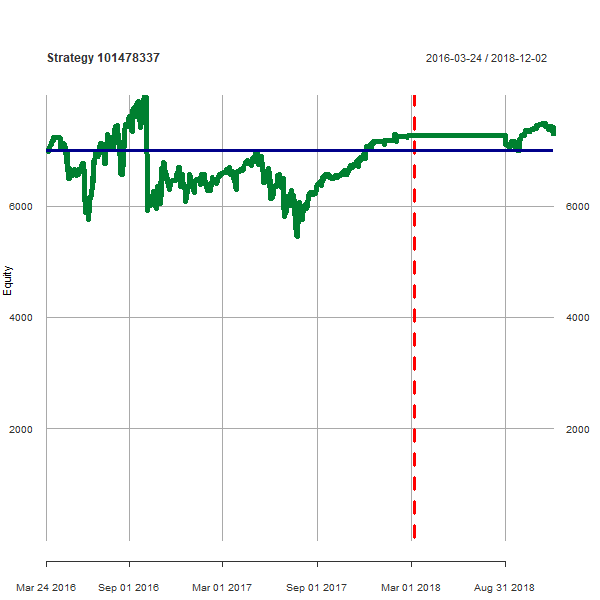 Strategy 101478337
2016-03-24 / 2018-12-02
Equity
6000
6000
4000
4000
2000
2000
Mar 24 2016
Sep 01 2016
Mar 01 2017
Sep 01 2017
Mar 01 2018
Aug 31 2018